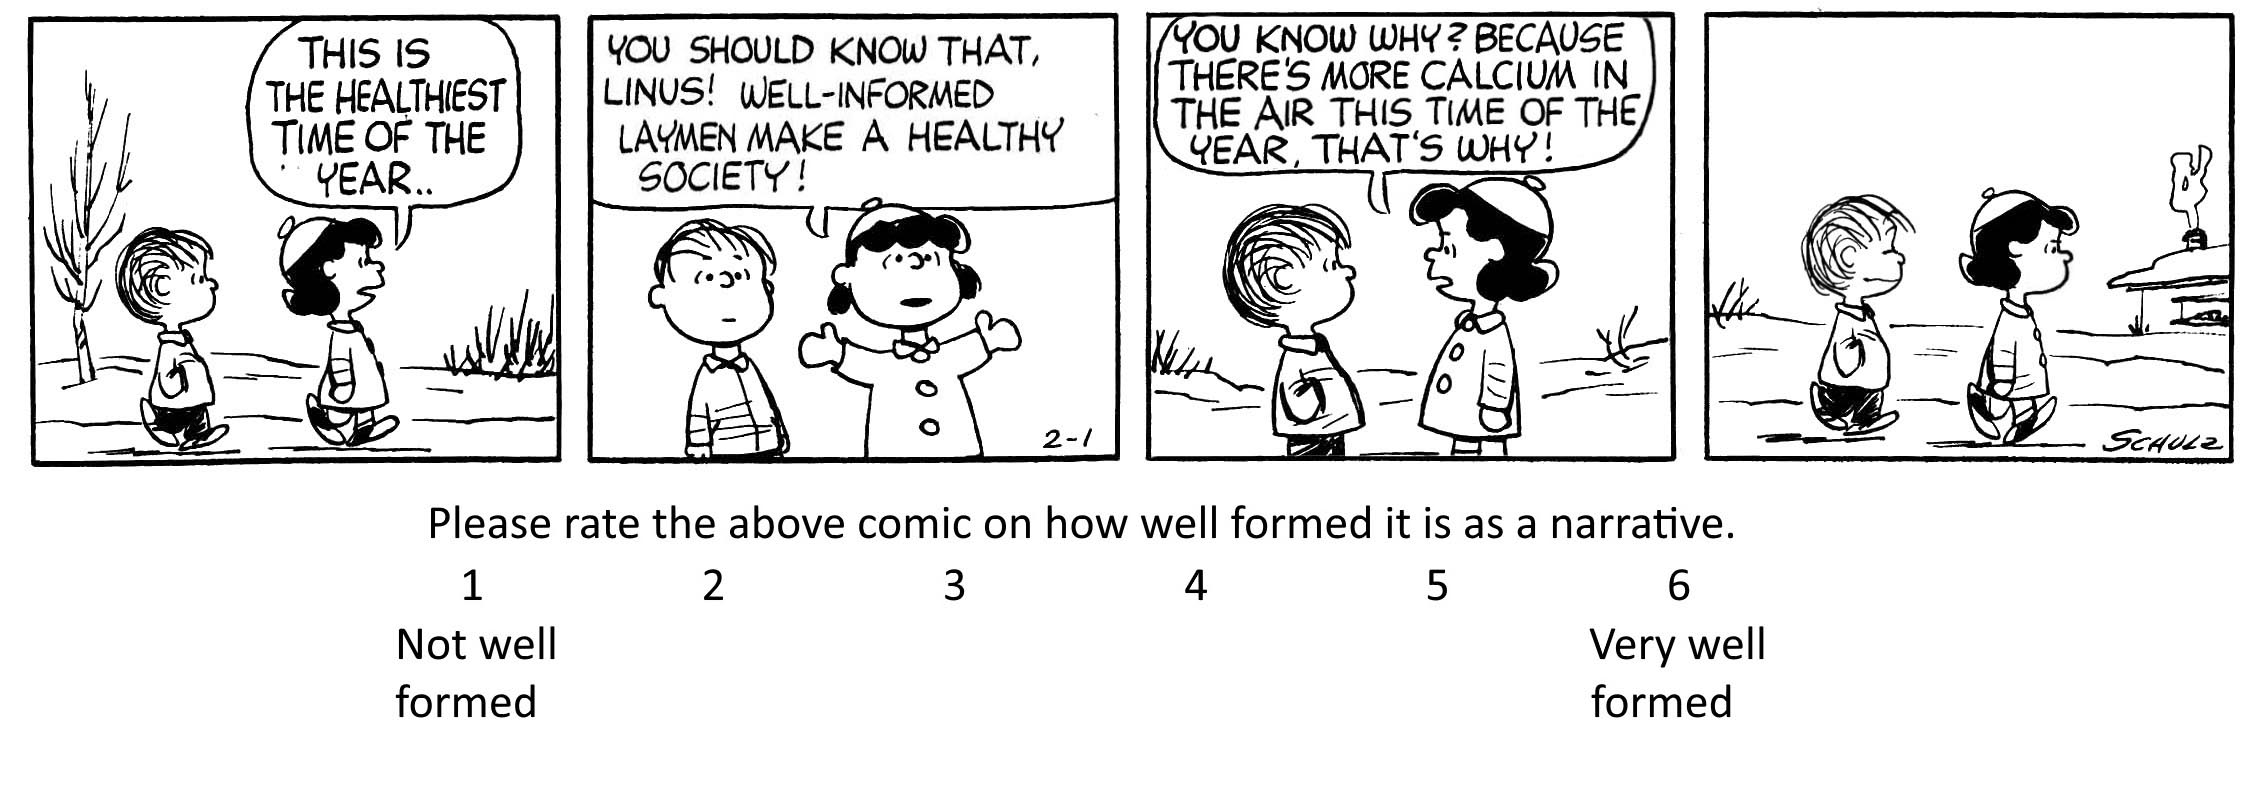 THIS IS
THE HEALTHIEST
TIME OF THE
YEAR..
YOU SHOULD KNOW THAT,
LINUS! WELL-INFORMED
LAYMEN MAKE A HEALTHY
SOCIETY!
2-1
YOU KNOW WHY? BECAUSE
THERE'S MORE CALCIUM IN
THE AIR THIS TIME OF THE
YEAR, THAT'S WHY!
SCHULZ
Please rate the above comic on how well formed it is as a narrative.
1 2 3 4 5 6
Not well Very well
formed formed